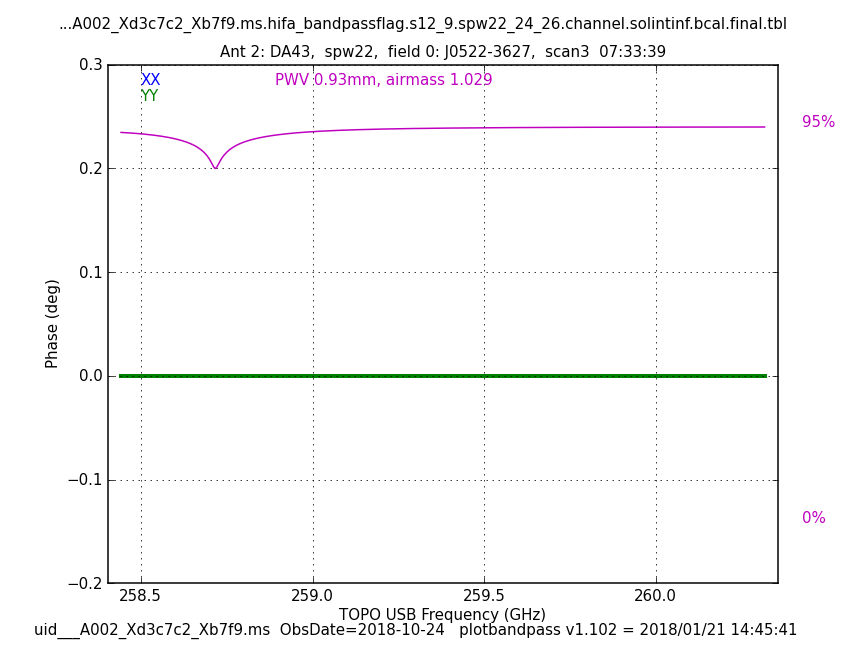 ...A002_Xd3c7c2_Xb7f9.ms.hifa_bandpassflag.s12_9.spw22_24_26.channel.solintinf.bcal.final.tbl
Ant 2: DA43,  spw22,  field 0: J0522-3627,  scan3  07:33:39
0.3
XX
PWV 0.93mm, airmass 1.029
YY
95%
0.2
0.1
Phase (deg)
0.0
−0.1
0%
−0.2
258.5
259.0
259.5
260.0
TOPO USB Frequency (GHz)
uid___A002_Xd3c7c2_Xb7f9.ms  ObsDate=2018-10-24   plotbandpass v1.102 = 2018/01/21 14:45:41